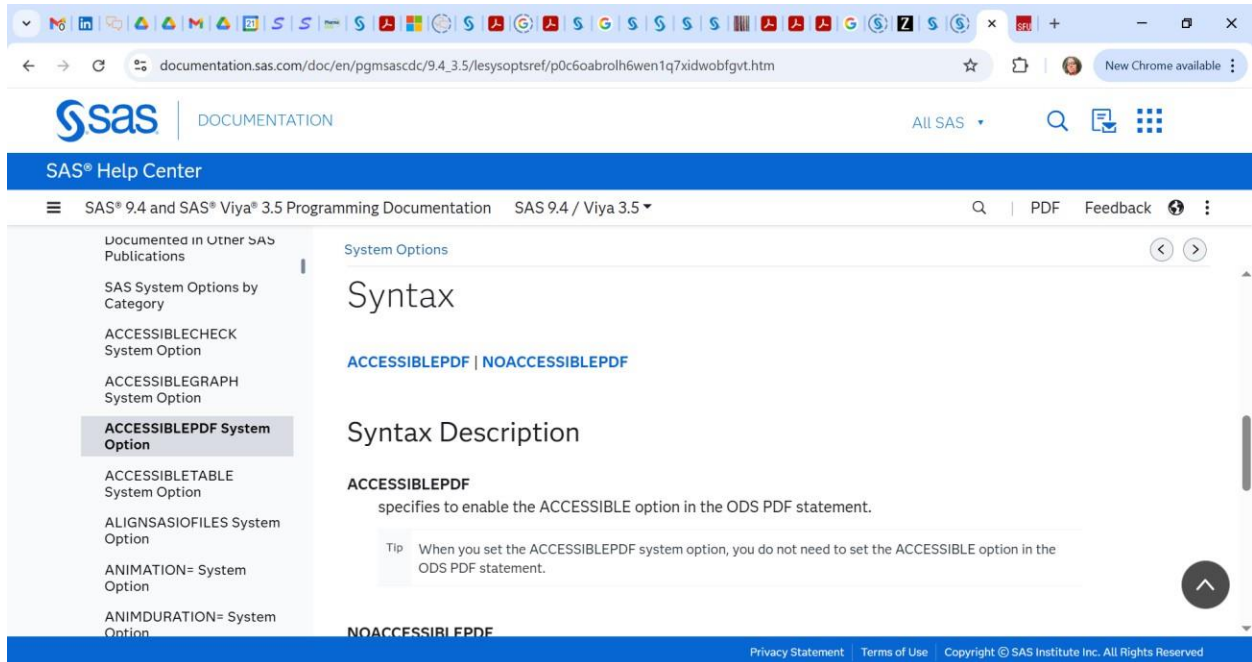 New Chrome available
documentation.sas.com/doc/en/pgmsascdc/9.4_3.5/lesysoptsref/p0c6oabrolh6wen1q7xidwobfgvt.htm
sas DOCUMENTATION
All SAS
SAS® Help Center
SAS® 9.4 and SAS® Viya® 3.5 Programming Documentation SAS 9.4 / Viya 3.5
PDF Feedback
Documented in Other SAS
Publications
SAS System Options by
Category
ACCESSIBLECHECK
System Option
ACCESSIBLEGRAPH
System Option
ACCESSIBLEPDF System
Option
ACCESSIBLETABLE
System Option
ALIGNSASIOFILES System
Option
ANIMATION= System
Option
ANIMDURATION= System
Option
System Options
Syntax
ACCESSIBLEPDF | NOACCESSIBLEPDF
Syntax Description
ACCESSIBLEPDF
specifies to enable the ACCESSIBLE option in the ODS PDF statement.
Tip When you set the ACCESSIBLEPDF system option, you do not need to set the ACCESSIBLE option in the
ODS PDF statement.
NOACCESSIBLEPDF
Privacy Statement | Terms of Use | Copyright © SAS Institute Inc. All Rights Reserved